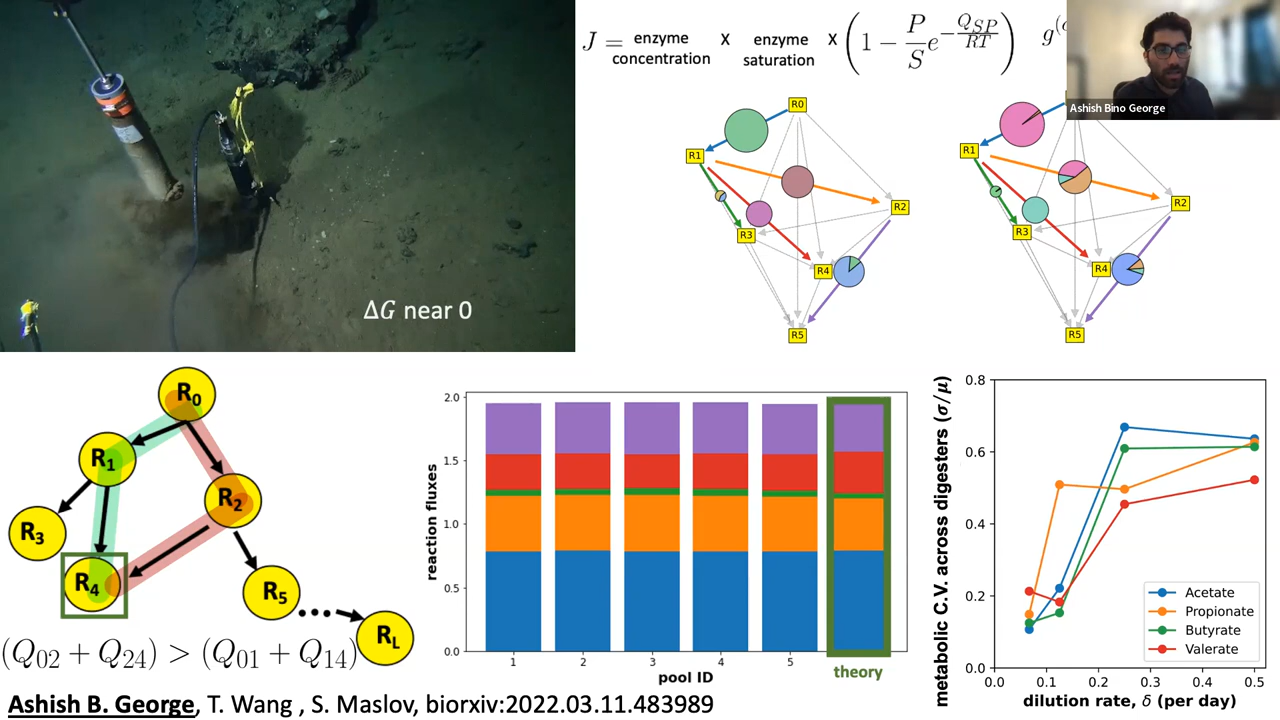 ΔG near 0
J = enzyme concentration x enzyme saturation x (1 − P/S e^{−Q_{SP}/RT})
Ashish Bino George
R0
R1
R2
R3
R4
R5
R1
R2
R3
R4
R5
R₀
R₁
R₂
R₃
R₄
R₅
R_L
(Q₀₂ + Q₂₄) > (Q₀₁ + Q₁₄)
reaction fluxes
2.0
1.5
1.0
0.5
0.0
1 2 3 4 5
pool ID
theory
metabolic C.V. across digesters (σ/μ)
0.8
0.6
0.4
0.2
0.0
0.0 0.1 0.2 0.3 0.4 0.5
dilution rate, δ (per day)
Acetate
Propionate
Butyrate
Valerate
Ashish B. George, T. Wang , S. Maslov, biorxiv:2022.03.11.483989